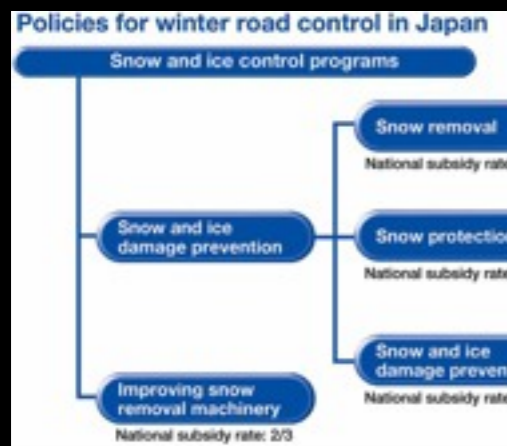 Policies for winter road control in Japan
Snow and ice control programs
Snow removal
National subsidy rate
Snow and ice
damage prevention
Snow protection
National subsidy rate
Snow and ice
damage preven
National subsidy rate
Improving snow
removal machinery
National subsidy rate: 2/3